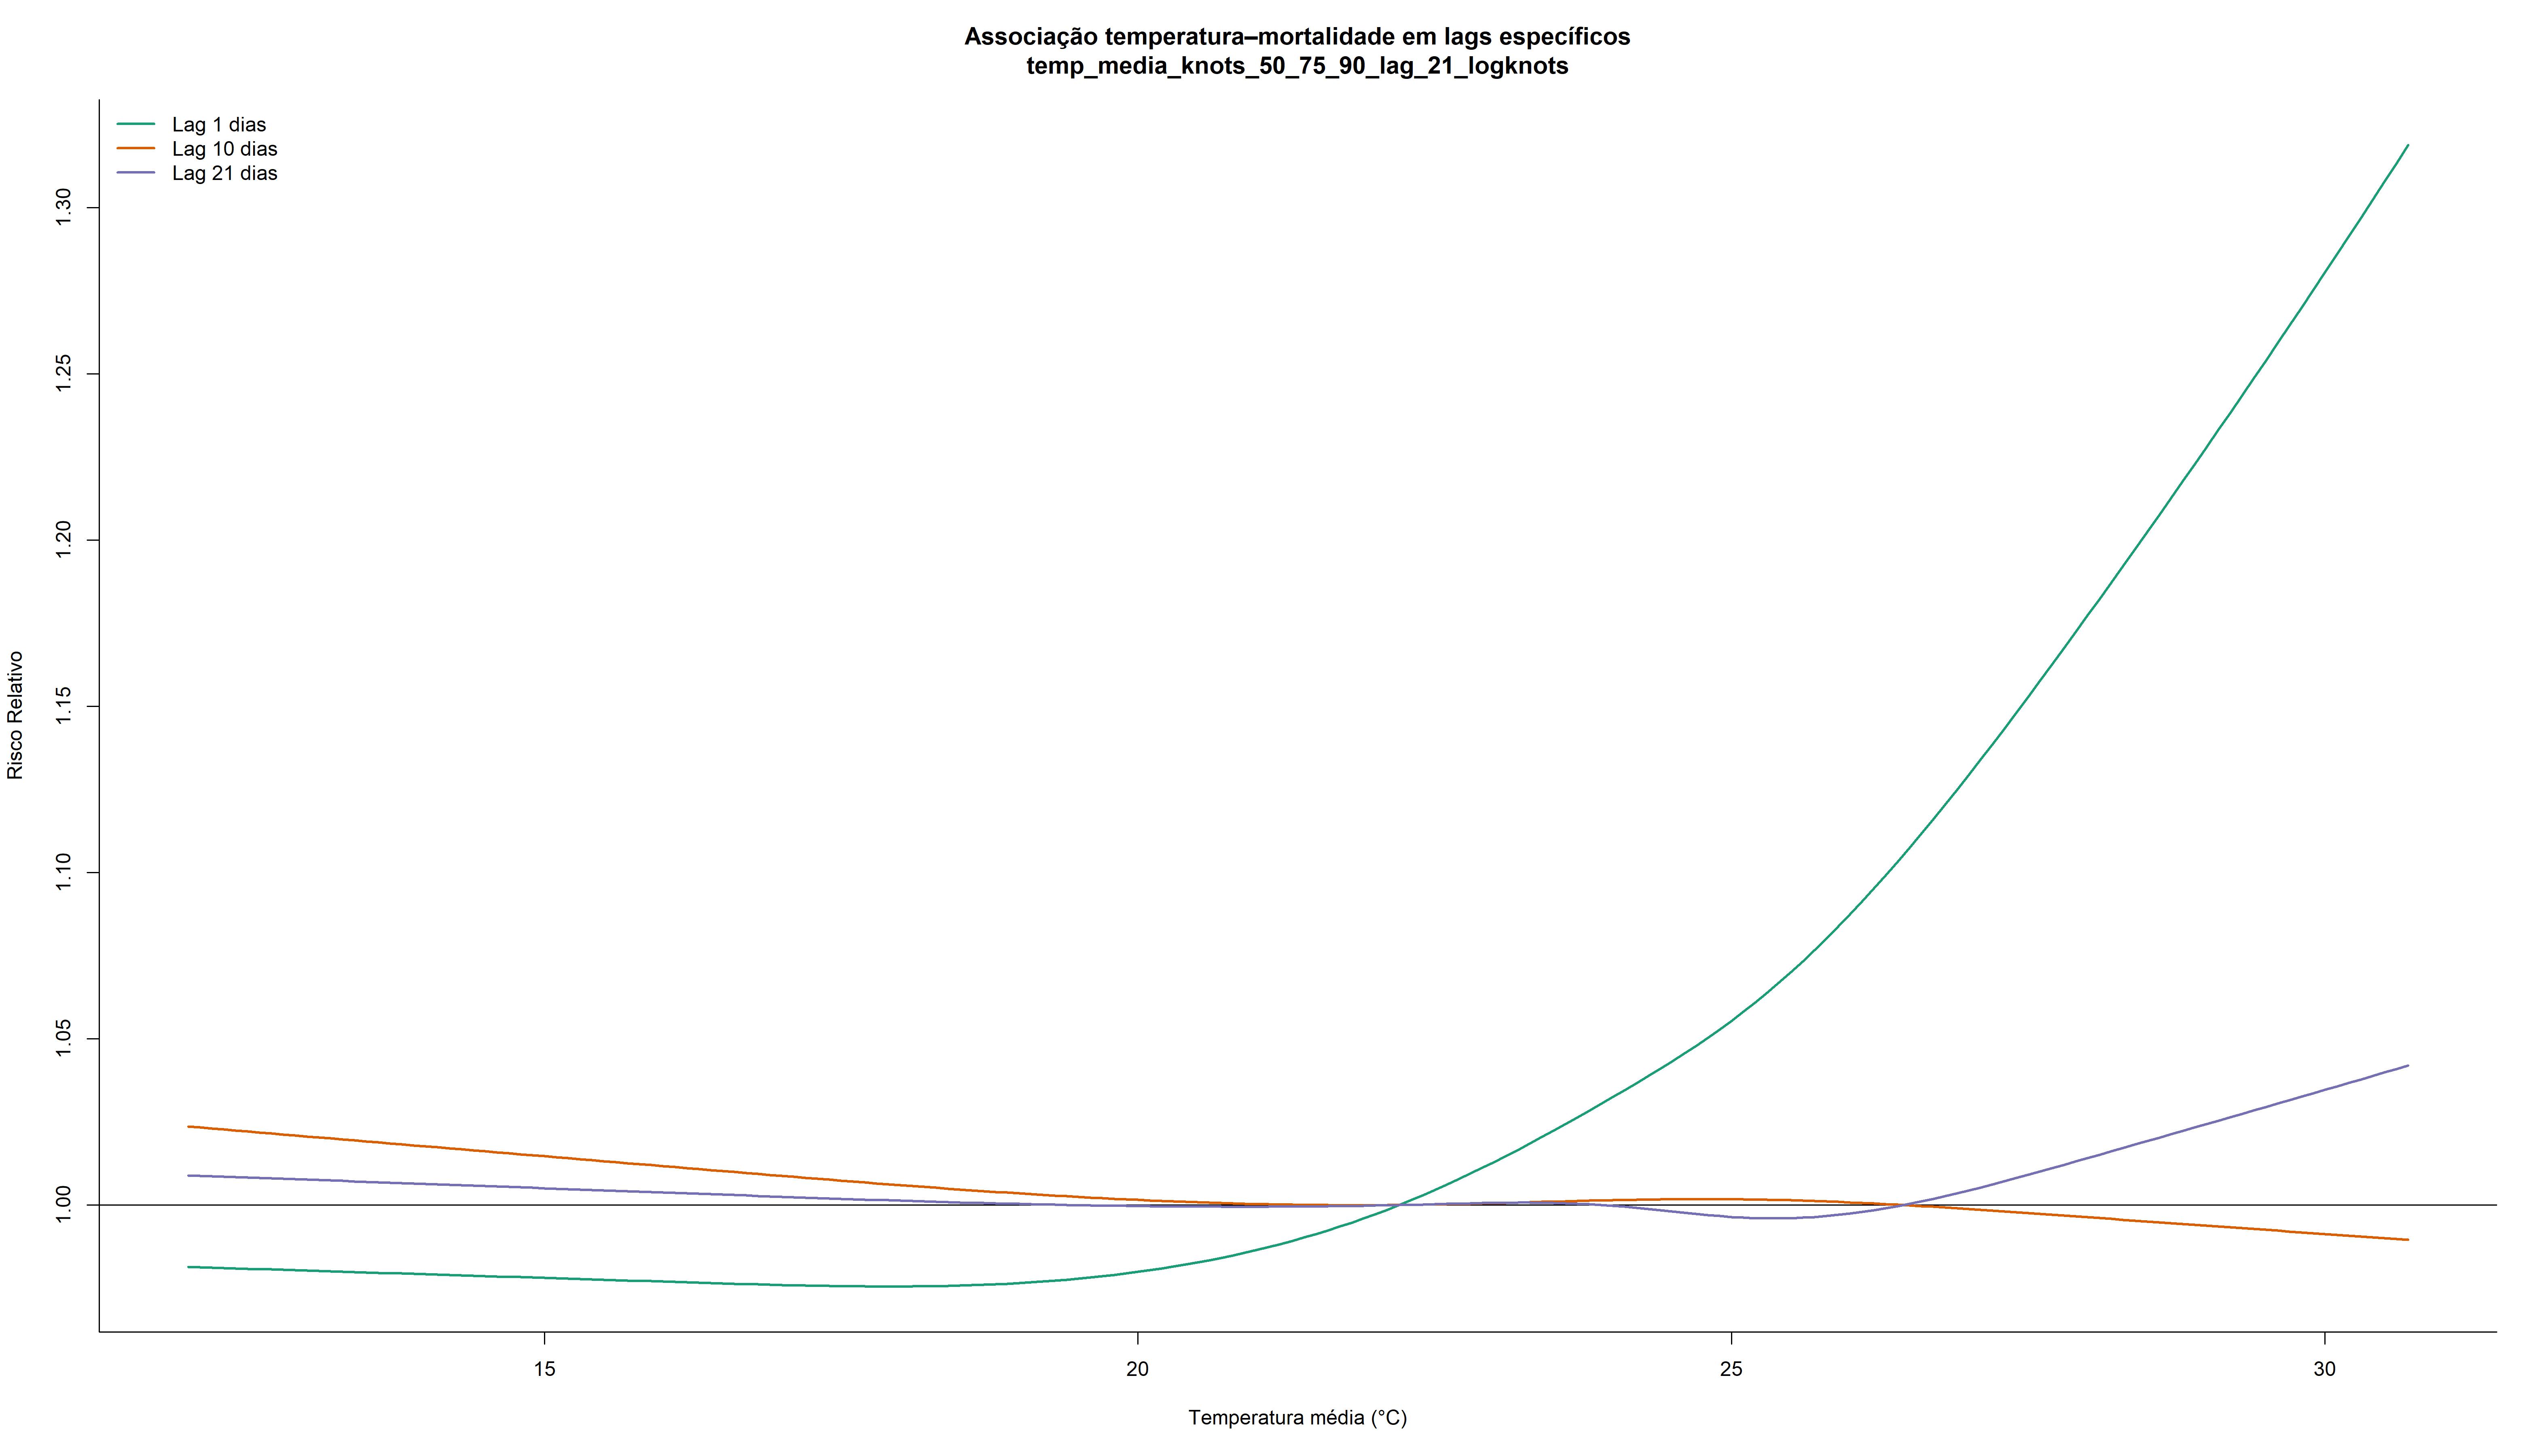 Associação temperatura–mortalidade em lags específicos
temp_media_knots_50_75_90_lag_21_logknots
Lag 1 dias
Lag 10 dias
Lag 21 dias
Risco Relativo
1.30
1.25
1.20
1.15
1.10
1.05
1.00
15
20
25
30
Temperatura média (°C)